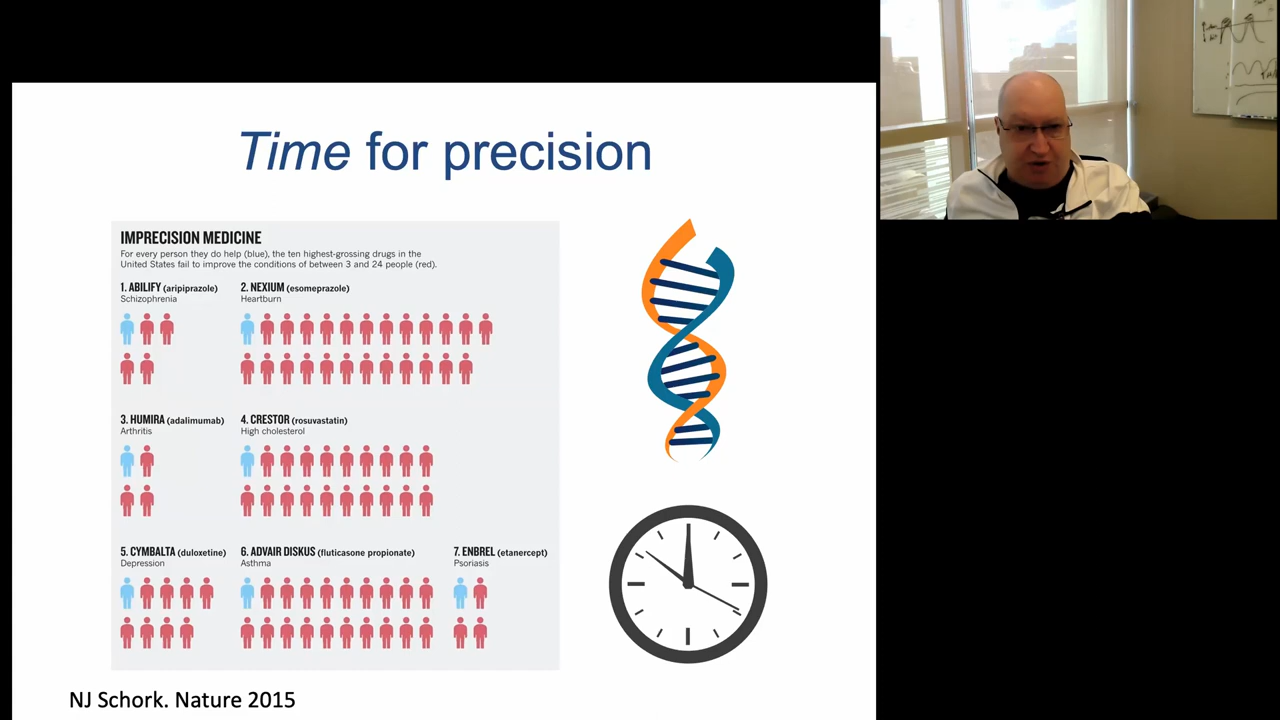 Time for precision
IMPRECISION MEDICINE
For every person they do help (blue), the ten highest-grossing drugs in the
United States fail to improve the conditions of between 3 and 24 people (red).
1. ABILIFY (aripiprazole)
Schizophrenia
2. NEXIUM (esomeprazole)
Heartburn
3. HUMIRA (adalimumab)
Arthritis
4. CRESTOR (rosuvastatin)
High cholesterol
5. CYMBALTA (duloxetine)
Depression
6. ADVAIR DISKUS (fluticasone propionate)
Asthma
7. ENBREL (etanercept)
Psoriasis
NJ Schork. Nature 2015